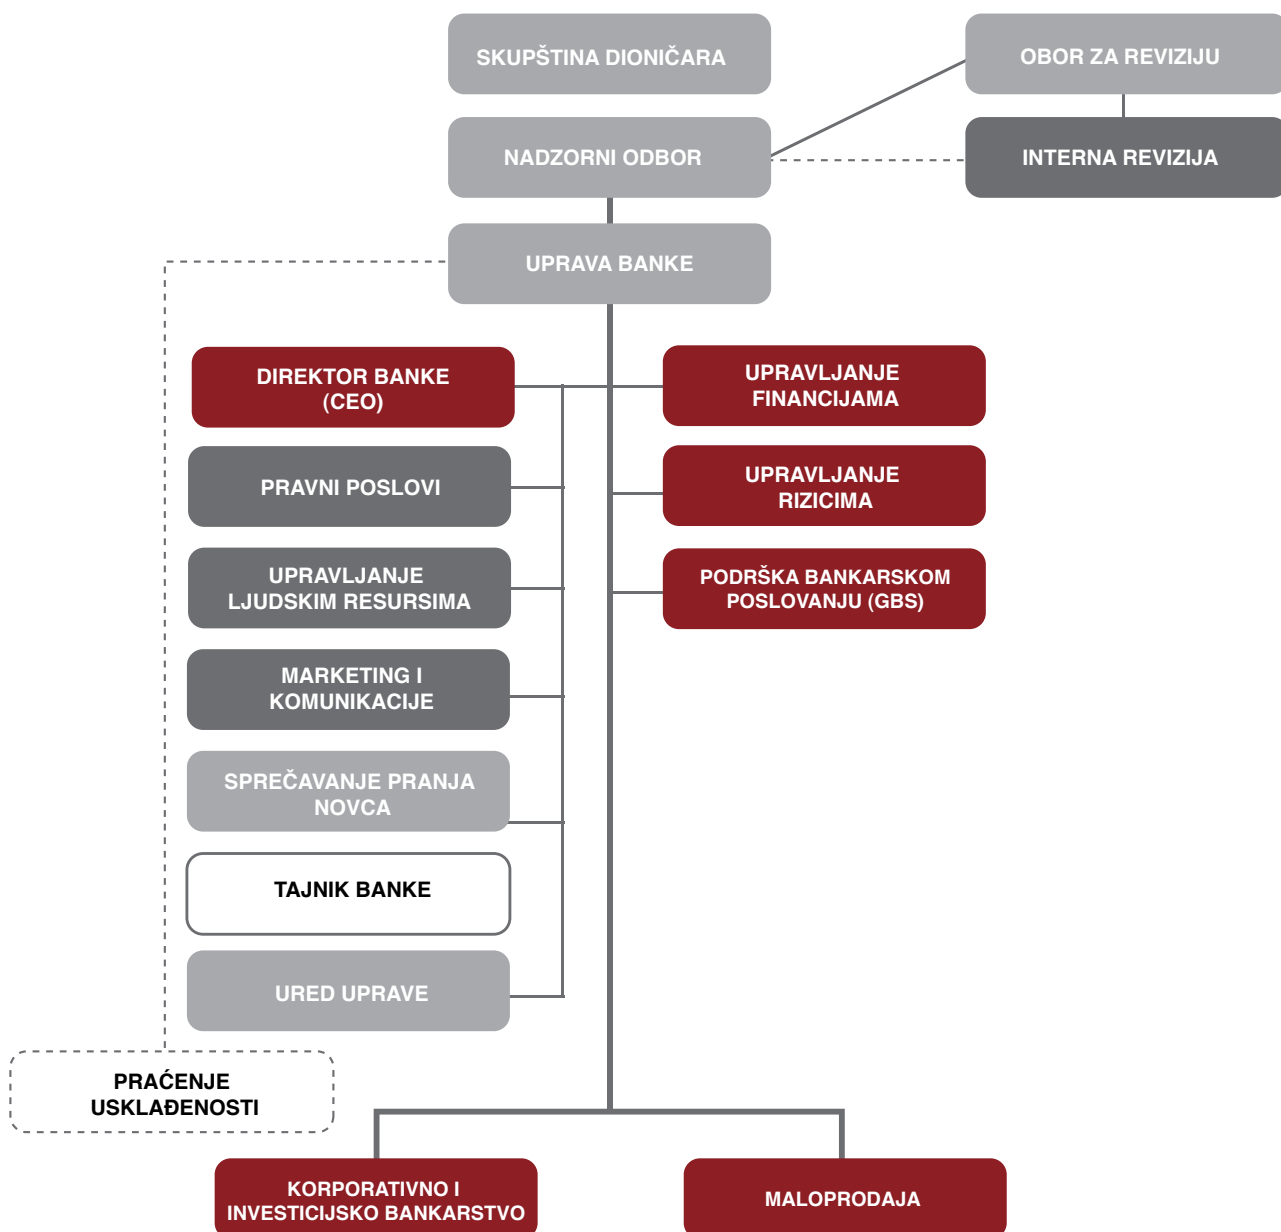 SKUPŠTINA DIONIČARA
OBOR ZA REVIZIJU
NADZORNI ODBOR
INTERNA REVIZIJA
UPRAVA BANKE
DIREKTOR BANKE
(CEO)
UPRAVLJANJE
FINANCIJAMA
PRAVNI POSLOVI
UPRAVLJANJE
RIZICIMA
UPRAVLJANJE
LJUDSKIM RESURSIMA
PODRŠKA BANKARSKOM
POSLOVANJU (GBS)
MARKETING I
KOMUNIKACIJE
SPREČAVANJE PRANJA
NOVCA
TAJNIK BANKE
URED UPRAVE
PRAĆENJE
USKLAĐENOSTI
KORPORATIVNO I
INVESTICIJSKO BANKARSTVO
MALOPRODAJA